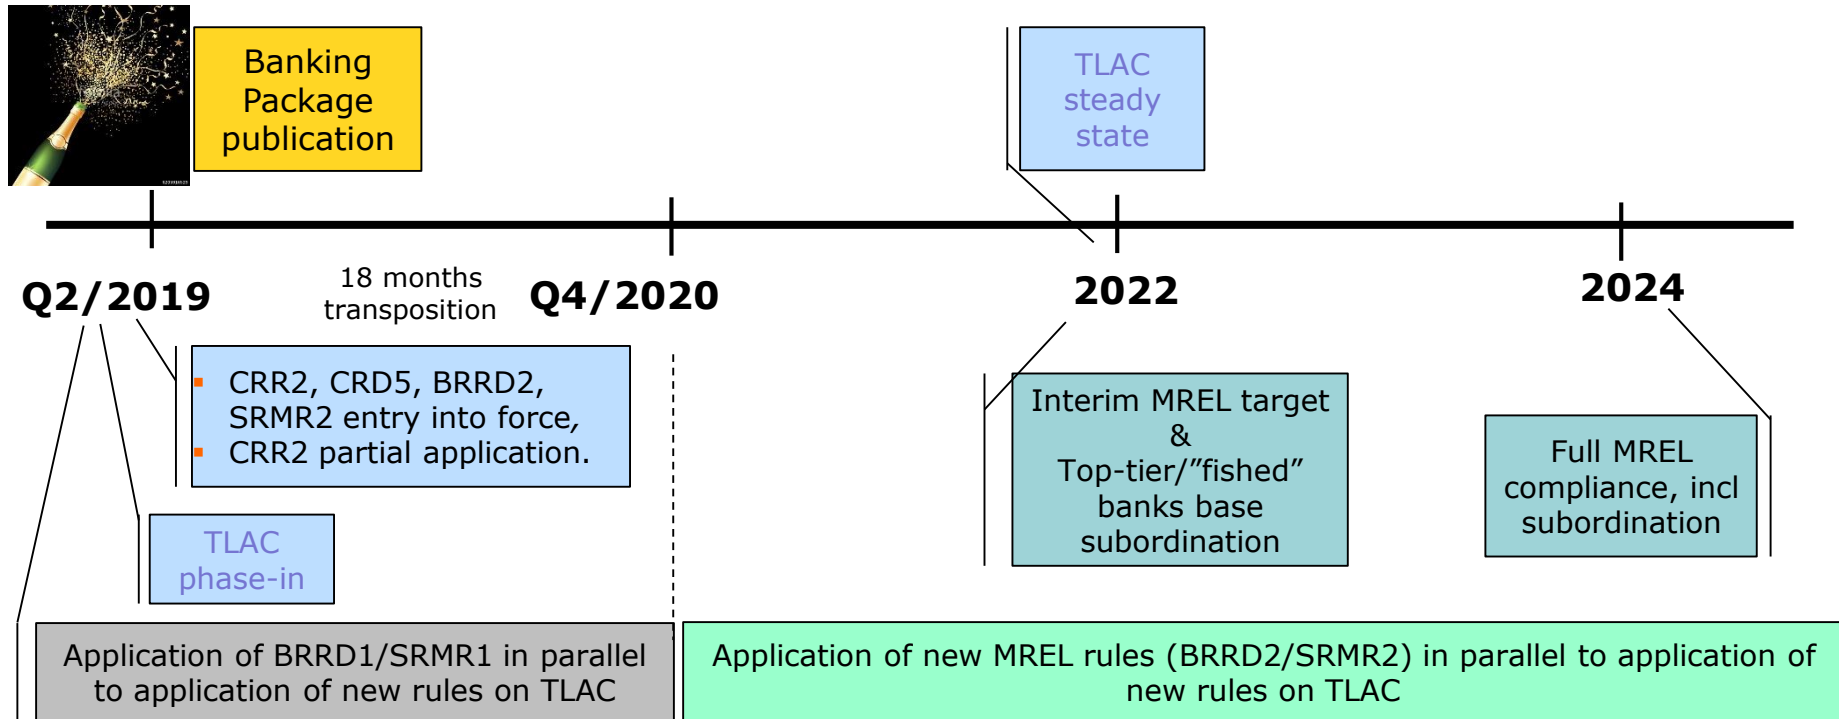 Banking
Package
publication
TLAC
steady
state
Q2/2019
18 months
transposition
Q4/2020
2022
2024
▪ CRR2, CRD5, BRRD2,
SRMR2 entry into force,
▪ CRR2 partial application.
TLAC
phase-in
Interim MREL target
&
Top-tier/”fished”
banks base
subordination
Full MREL
compliance, incl
subordination
Application of BRRD1/SRMR1 in parallel
to application of new rules on TLAC
Application of new MREL rules (BRRD2/SRMR2) in parallel to application of
new rules on TLAC